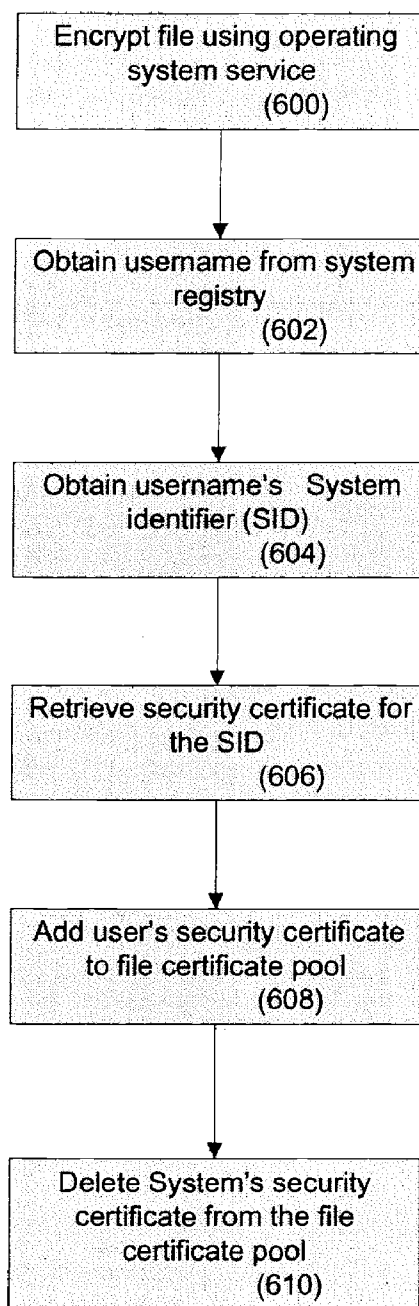 Encrypt file using operating
system service
(600)
Obtain username from system
registry
(602)
Obtain username's System
identifier (SID)
(604)
Retrieve security certificate for
the SID
(606)
Add user's security certificate
to file certificate pool
(608)
Delete System's security
certificate from the file
certificate pool
(610)